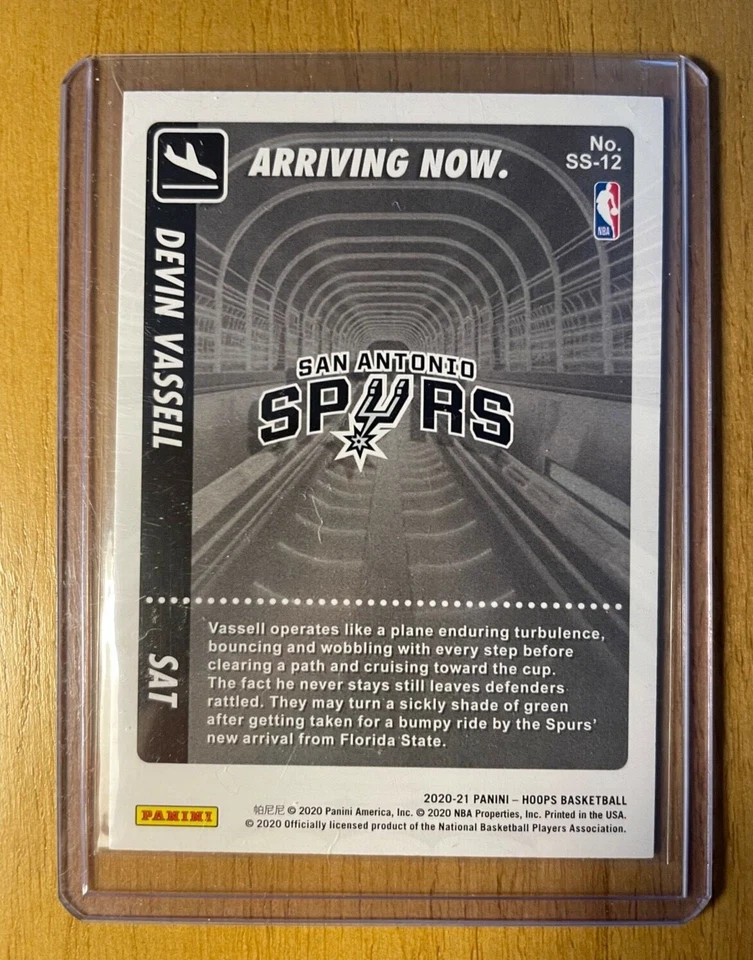 ARRIVING NOW.
No.
SS-12
NBA
DEVIN VASSELL
SAN ANTONIO
SPURS
SAT
Vassell operates like a plane enduring turbulence,
bouncing and wobbling with every step before
clearing a path and cruising toward the cup.
The fact he never stays still leaves defenders
rattled. They may turn a sickly shade of green
after getting taken for a bumpy ride by the Spurs'
new arrival from Florida State.
2020-21 PANINI – HOOPS BASKETBALL
PANINI
帕尼尼 © 2020 Panini America, Inc. © 2020 NBA Properties, Inc. Printed in the USA.
© 2020 Officially licensed product of the National Basketball Players Association.